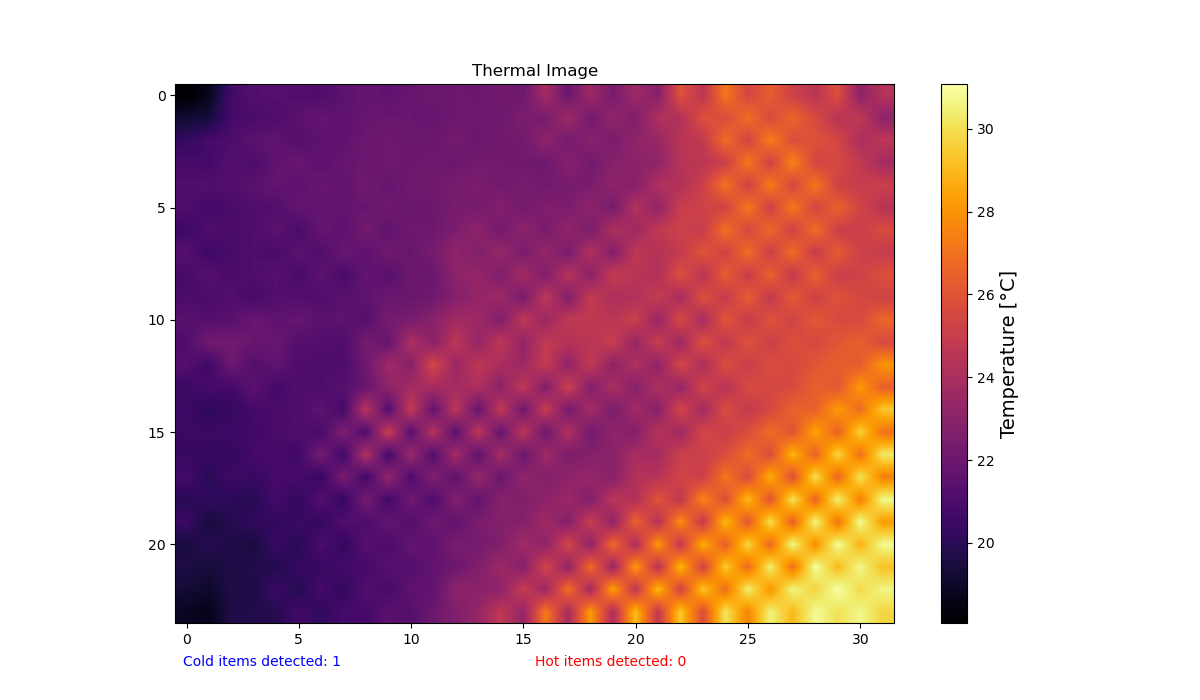 Thermal Image
0
5
10
15
20
0 5 10 15 20 25 30
30
28
26
24
22
20
Temperature [°C]
Cold items detected: 1
Hot items detected: 0